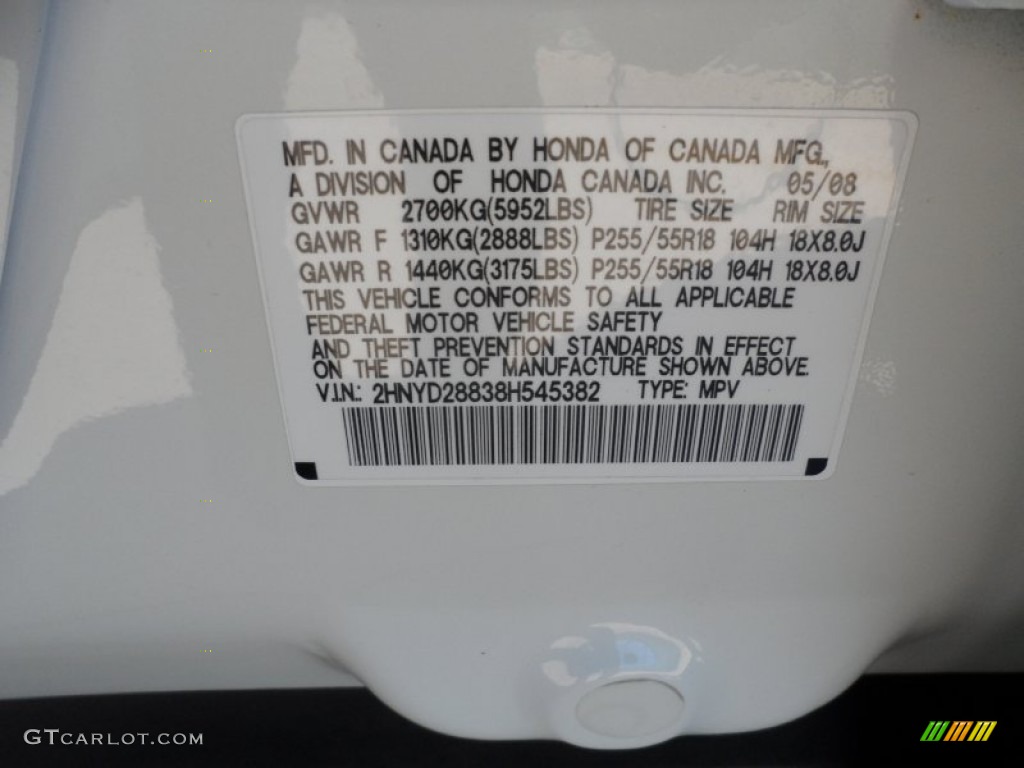 MFD. IN CANADA BY HONDA OF CANADA MFG.,
A DIVISION OF HONDA CANADA INC. 05/08
GVWR 2700KG(5952LBS) TIRE SIZE RIM SIZE
GAWR F 1310KG(2888LBS) P255/55R18 104H 18X8.0J
GAWR R 1440KG(3175LBS) P255/55R18 104H 18X8.0J
THIS VEHICLE CONFORMS TO ALL APPLICABLE
FEDERAL MOTOR VEHICLE SAFETY
AND THEFT PREVENTION STANDARDS IN EFFECT
ON THE DATE OF MANUFACTURE SHOWN ABOVE.
V.I.N.: 2HNYD28838H545382 TYPE: MPV
GTCARLOT.COM